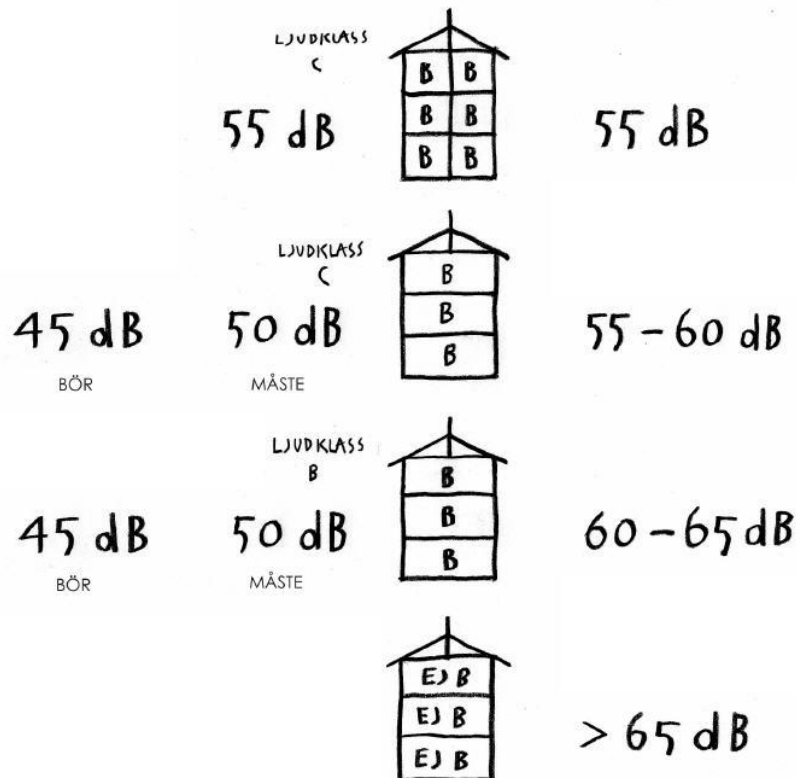 LJUDKLASS
C
B B
55 dB B B 55 dB
B B
LJUDKLASS
C
B
45 dB 50 dB B 55-60 dB
BÖR MÅSTE B
LJUDKLASS
B
B
45 dB 50 dB B 60-65 dB
BÖR MÅSTE B
EJ B
EJ B > 65 dB
EJ B